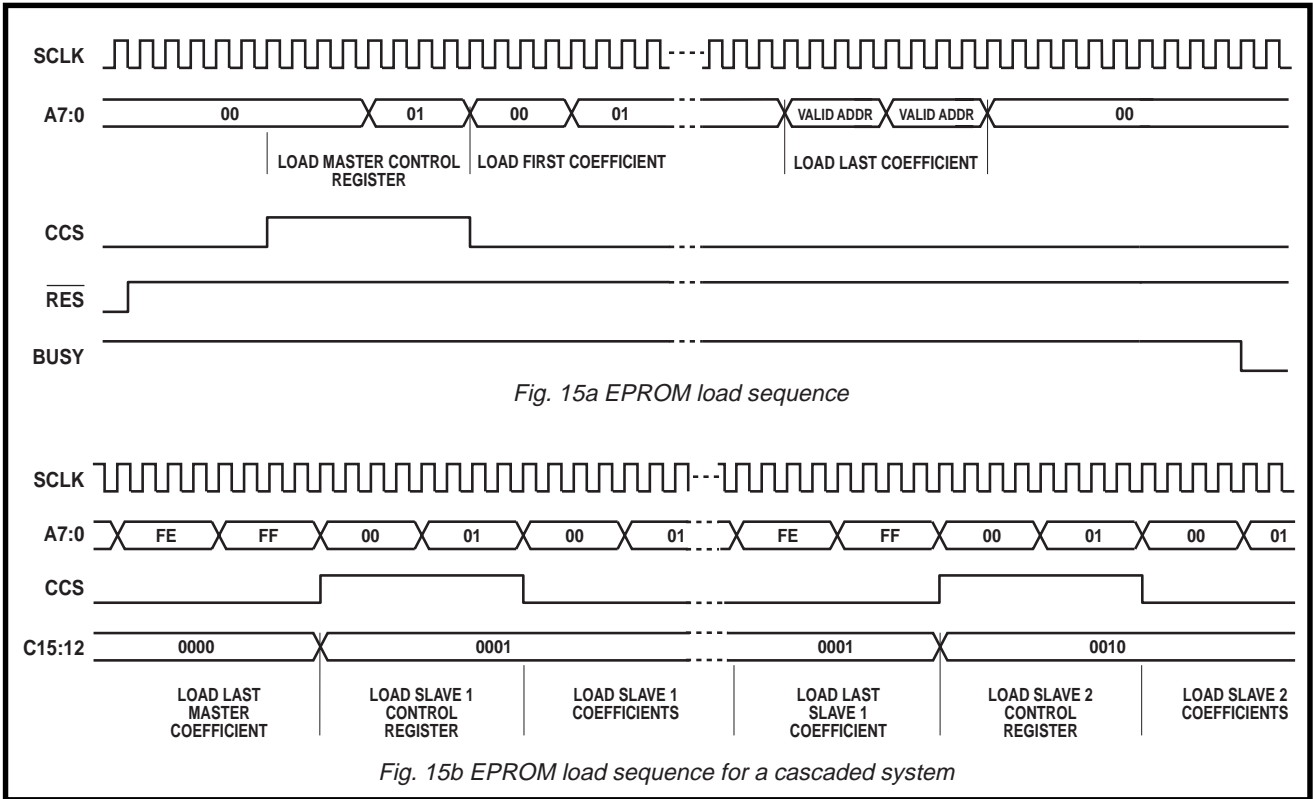 SCLK
A7:0 00 01 00 01 VALID ADDR VALID ADDR 00
LOAD MASTER CONTROL REGISTER
LOAD FIRST COEFFICIENT
LOAD LAST COEFFICIENT
CCS
RES
BUSY
Fig. 15a EPROM load sequence
SCLK
A7:0 FE FF 00 01 00 01 FE FF 00 01 00 01
CCS
C15:12 0000 0001 0001 0010
LOAD LAST MASTER COEFFICIENT
LOAD SLAVE 1 CONTROL REGISTER
LOAD SLAVE 1 COEFFICIENTS
LOAD LAST SLAVE 1 COEFFICIENT
LOAD SLAVE 2 CONTROL REGISTER
LOAD SLAVE 2 COEFFICIENTS
Fig. 15b EPROM load sequence for a cascaded system